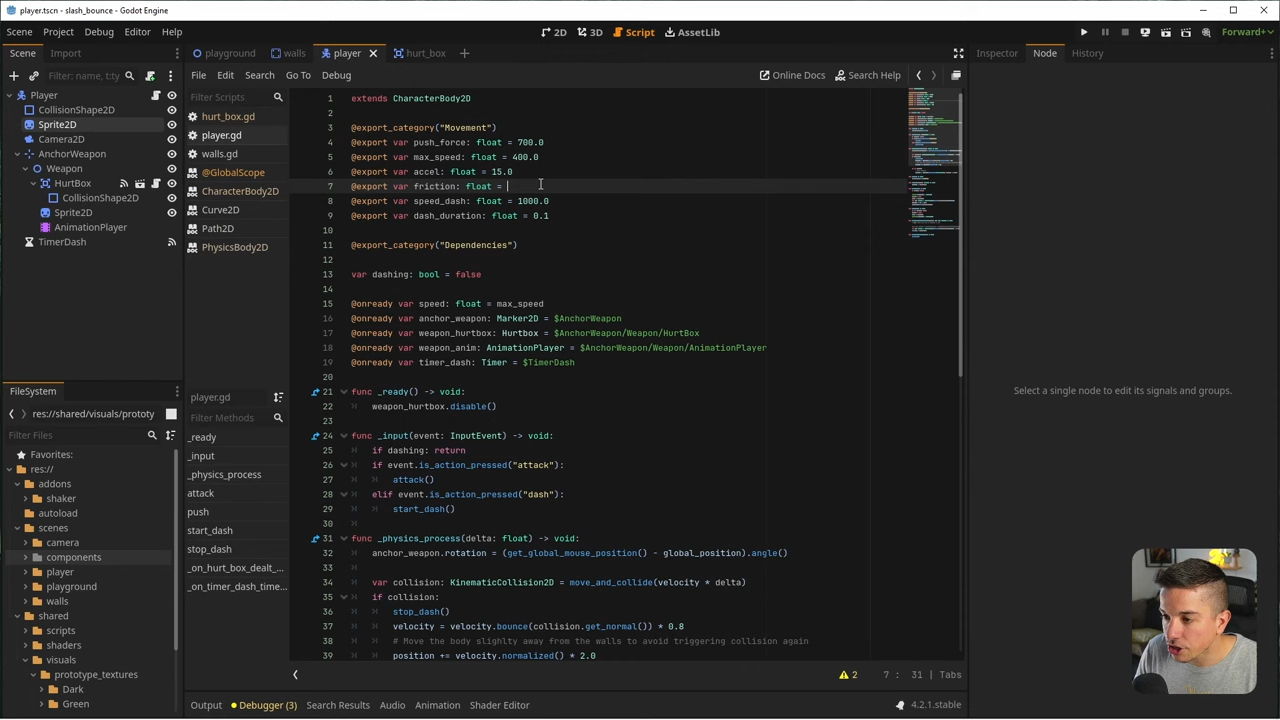 player.tscn - slash_bounce - Godot Engine
Scene Project Debug Editor Help
2D 3D Script AssetLib
Forward+
Scene Import
playground walls player hurt_box
Inspector Node History
Filter: name, t:ty
File Edit Search Go To Debug
Online Docs Search Help
Player
CollisionShape2D
Sprite2D
Camera2D
AnchorWeapon
Weapon
HurtBox
CollisionShape2D
Sprite2D
AnimationPlayer
TimerDash
Filter Scripts
hurt_box.gd
player.gd
walls.gd
@GlobalScope
CharacterBody2D
Curve2D
Path2D
PhysicsBody2D
player.gd
Filter Methods
_ready
_input
_physics_process
attack
push
start_dash
stop_dash
_on_hurt_box_dealt_...
_on_timer_dash_time...
1 extends CharacterBody2D
2
3 @export_category("Movement")
4 @export var push_force: float = 700.0
5 @export var max_speed: float = 400.0
6 @export var accel: float = 15.0
7 @export var friction: float =
8 @export var speed_dash: float = 1000.0
9 @export var dash_duration: float = 0.1
10
11 @export_category("Dependencies")
12
13 var dashing: bool = false
14
15 @onready var speed: float = max_speed
16 @onready var anchor_weapon: Marker2D = $AnchorWeapon
17 @onready var weapon_hurtbox: Hurtbox = $AnchorWeapon/Weapon/HurtBox
18 @onready var weapon_anim: AnimationPlayer = $AnchorWeapon/Weapon/AnimationPlayer
19 @onready var timer_dash: Timer = $TimerDash
20
21 func _ready() -> void:
22 weapon_hurtbox.disable()
23
24 func _input(event: InputEvent) -> void:
25 if dashing: return
26 if event.is_action_pressed("attack"):
27 attack()
28 elif event.is_action_pressed("dash"):
29 start_dash()
30
31 func _physics_process(delta: float) -> void:
32 anchor_weapon.rotation = (get_global_mouse_position() - global_position).angle()
33
34 var collision: KinematicCollision2D = move_and_collide(velocity * delta)
35 if collision:
36 stop_dash()
37 velocity = velocity.bounce(collision.get_normal()) * 0.8
38 # Move the body slighlty away from the walls to avoid triggering collision again
39 position += velocity.normalized() * 2.0
Select a single node to edit its signals and groups.
FileSystem
res://shared/visuals/prototy
Filter Files
Favorites:
res://
addons
shaker
autoload
scenes
camera
components
player
playground
walls
shared
scripts
shaders
visuals
prototype_textures
Dark
Green
2 7 : 31 | Tabs
Output Debugger (3) Search Results Audio Animation Shader Editor
4.2.1.stable